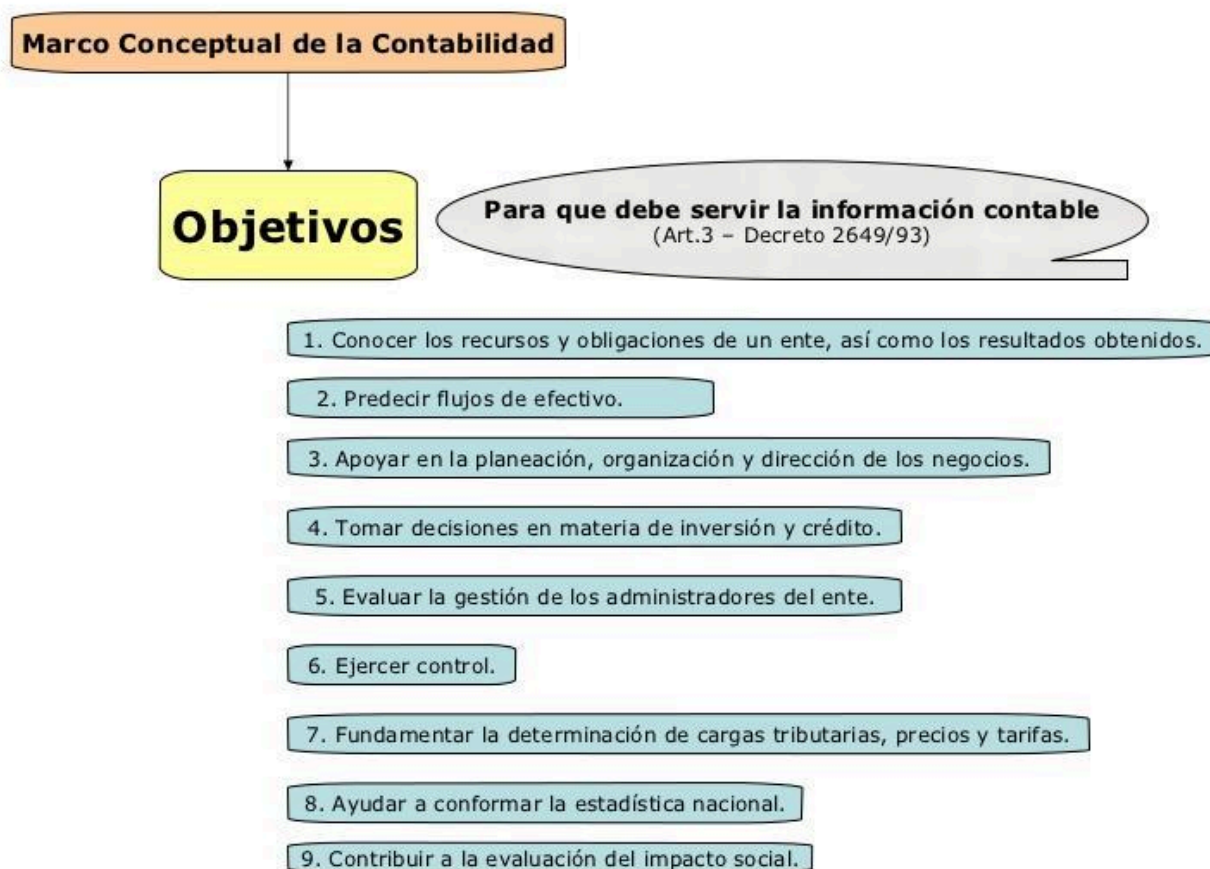 Marco Conceptual de la Contabilidad
Objetivos
Para que debe servir la información contable
(Art.3 – Decreto 2649/93)
1. Conocer los recursos y obligaciones de un ente, así como los resultados obtenidos.
2. Predecir flujos de efectivo.
3. Apoyar en la planeación, organización y dirección de los negocios.
4. Tomar decisiones en materia de inversión y crédito.
5. Evaluar la gestión de los administradores del ente.
6. Ejercer control.
7. Fundamentar la determinación de cargas tributarias, precios y tarifas.
8. Ayudar a conformar la estadística nacional.
9. Contribuir a la evaluación del impacto social.